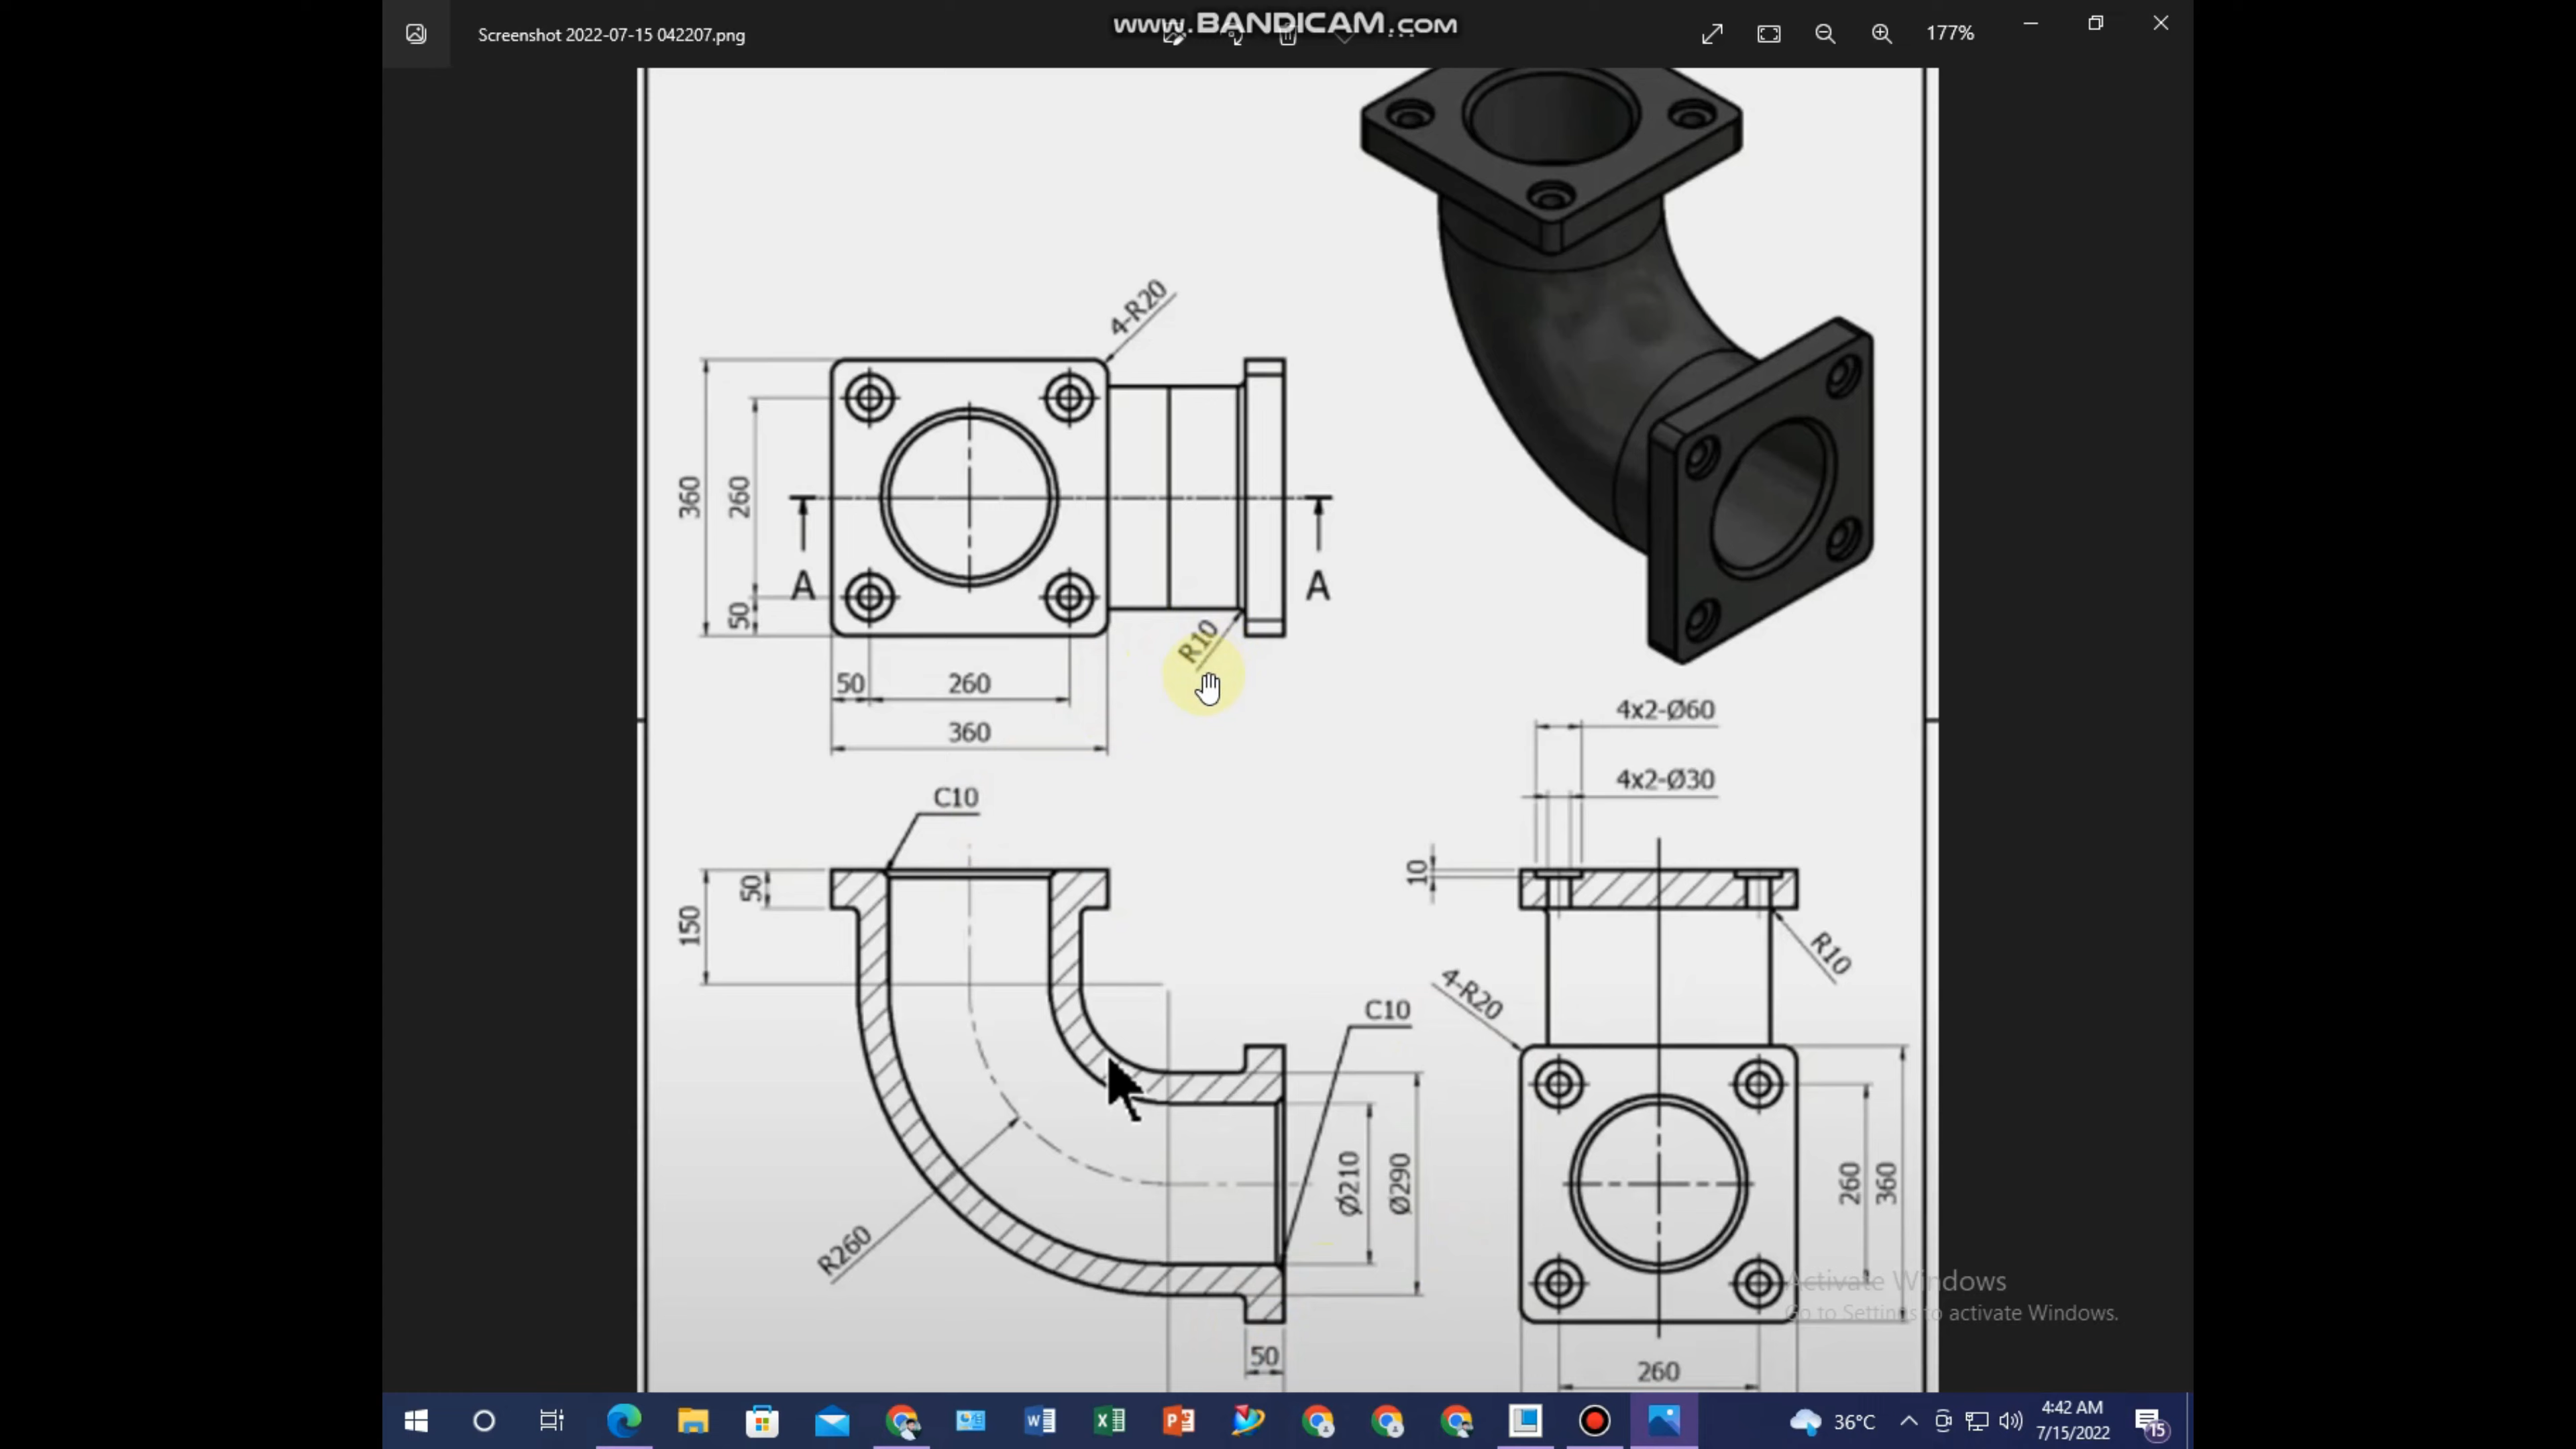 www.BANDICAM.com
Screenshot 2022-07-15 042207.png
177%
4-R20
360
260
50
A
A
R10
50
260
360
4x2-Ø60
4x2-Ø30
C10
150
50
10
R10
4-R20
C10
R260
Ø210
Ø290
260
360
50
260
Activate Windows
Go to Settings to activate Windows.
36°C
4:42 AM
7/15/2022
15